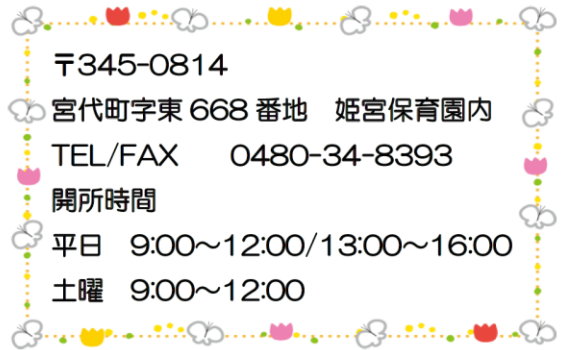 〒345-0814
宮代町字東 668 番地　姫宮保育園内
TEL/FAX　　0480-34-8393
開所時間
平日　9:00～12:00/13:00～16:00
土曜　9:00～12:00